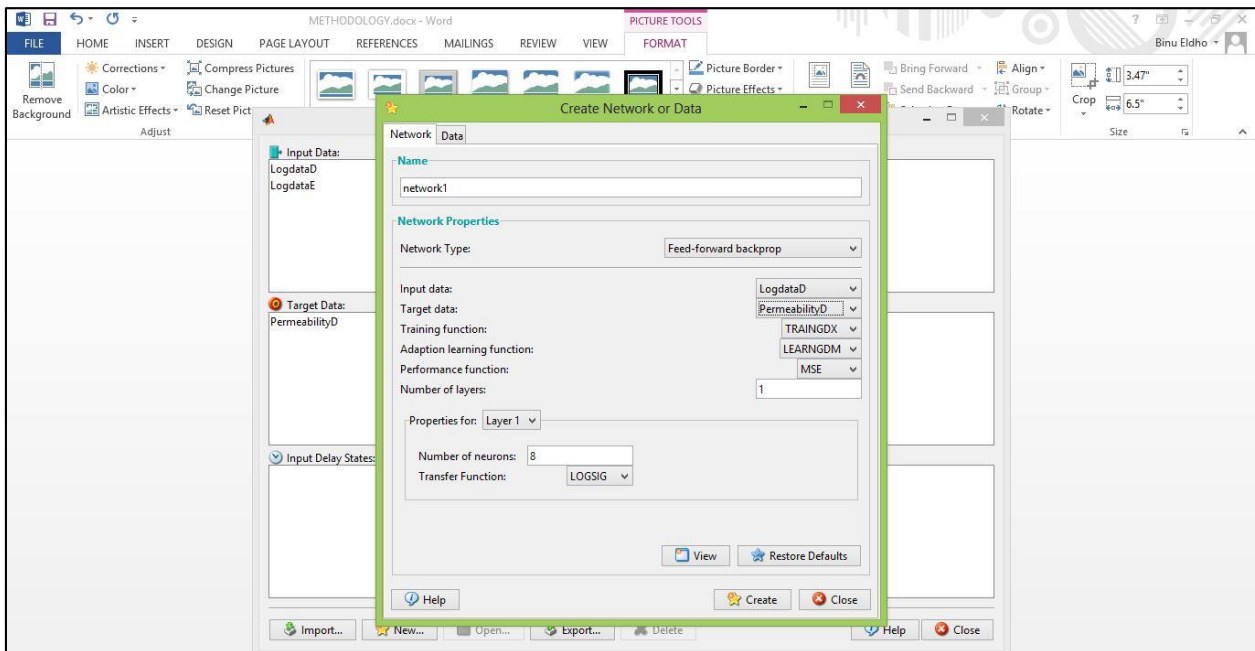 METHODOLOGY.docx - Word
PICTURE TOOLS
FILE HOME INSERT DESIGN PAGE LAYOUT REFERENCES MAILINGS REVIEW VIEW FORMAT
Binu Eldho
Remove Background
Corrections
Color
Artistic Effects
Compress Pictures
Change Picture
Reset Pict
Adjust
Picture Border
Picture Effects
Bring Forward
Send Backward
Align
Group
Rotate
Crop
3.47"
6.5"
Size
Input Data:
LogdataD
LogdataE
Target Data:
PermeabilityD
Input Delay States:
Create Network or Data
Network Data
Name
network1
Network Properties
Network Type: Feed-forward backprop
Input data: LogdataD
Target data: PermeabilityD
Training function: TRAINGDX
Adaption learning function: LEARNGDM
Performance function: MSE
Number of layers: 1
Properties for: Layer 1
Number of neurons: 8
Transfer Function: LOGSIG
View Restore Defaults
Help Create Close
Import... New... Open... Export... Delete Help Close